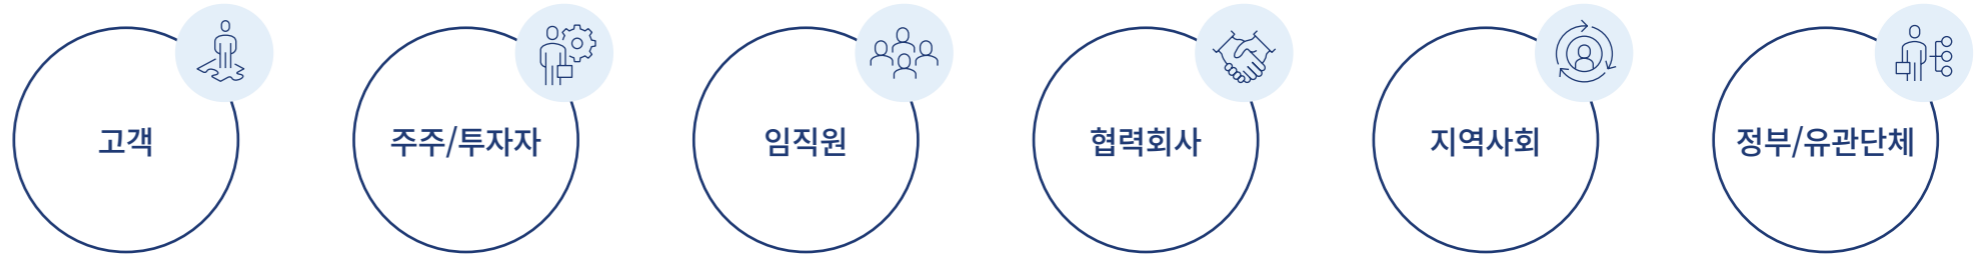 고객
주주/투자자
임직원
협력회사
지역사회
정부/유관단체